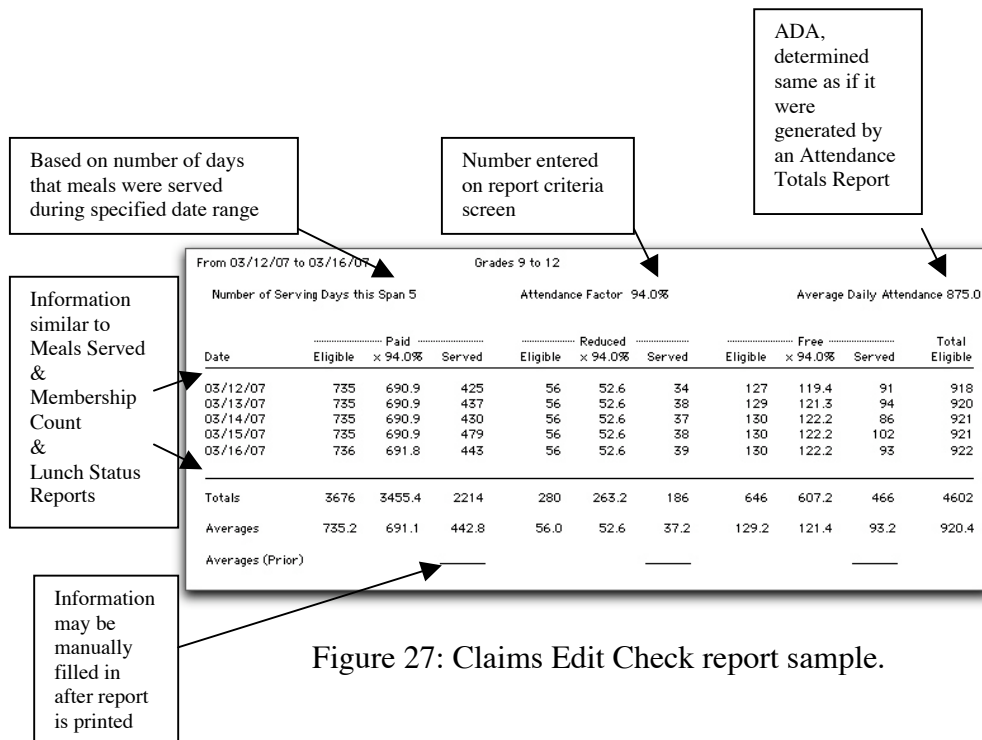 ADA,
determined
same as if it
were
generated by
an Attendance
Totals Report
Based on number of days
that meals were served
during specified date range
Number entered
on report criteria
screen
From 03/12/07 to 03/16/07 Grades 9 to 12
Number of Serving Days this Span 5 Attendance Factor 94.0% Average Daily Attendance 875.0
Information
similar to
Meals Served
&
Membership
Count
&
Lunch Status
Reports
Paid Reduced Free Total
Date Eligible × 94.0% Served Eligible × 94.0% Served Eligible × 94.0% Served Eligible
03/12/07 735 690.9 425 56 52.6 34 127 119.4 91 918
03/13/07 735 690.9 437 56 52.6 38 129 121.3 94 920
03/14/07 735 690.9 430 56 52.6 37 130 122.2 86 921
03/15/07 735 690.9 479 56 52.6 38 130 122.2 102 921
03/16/07 736 691.8 443 56 52.6 39 130 122.2 93 922
Totals 3676 3455.4 2214 280 263.2 186 646 607.2 466 4602
Averages 735.2 691.1 442.8 56.0 52.6 37.2 129.2 121.4 93.2 920.4
Averages (Prior)
Information
may be
manually
filled in
after report
is printed
Figure 27: Claims Edit Check report sample.